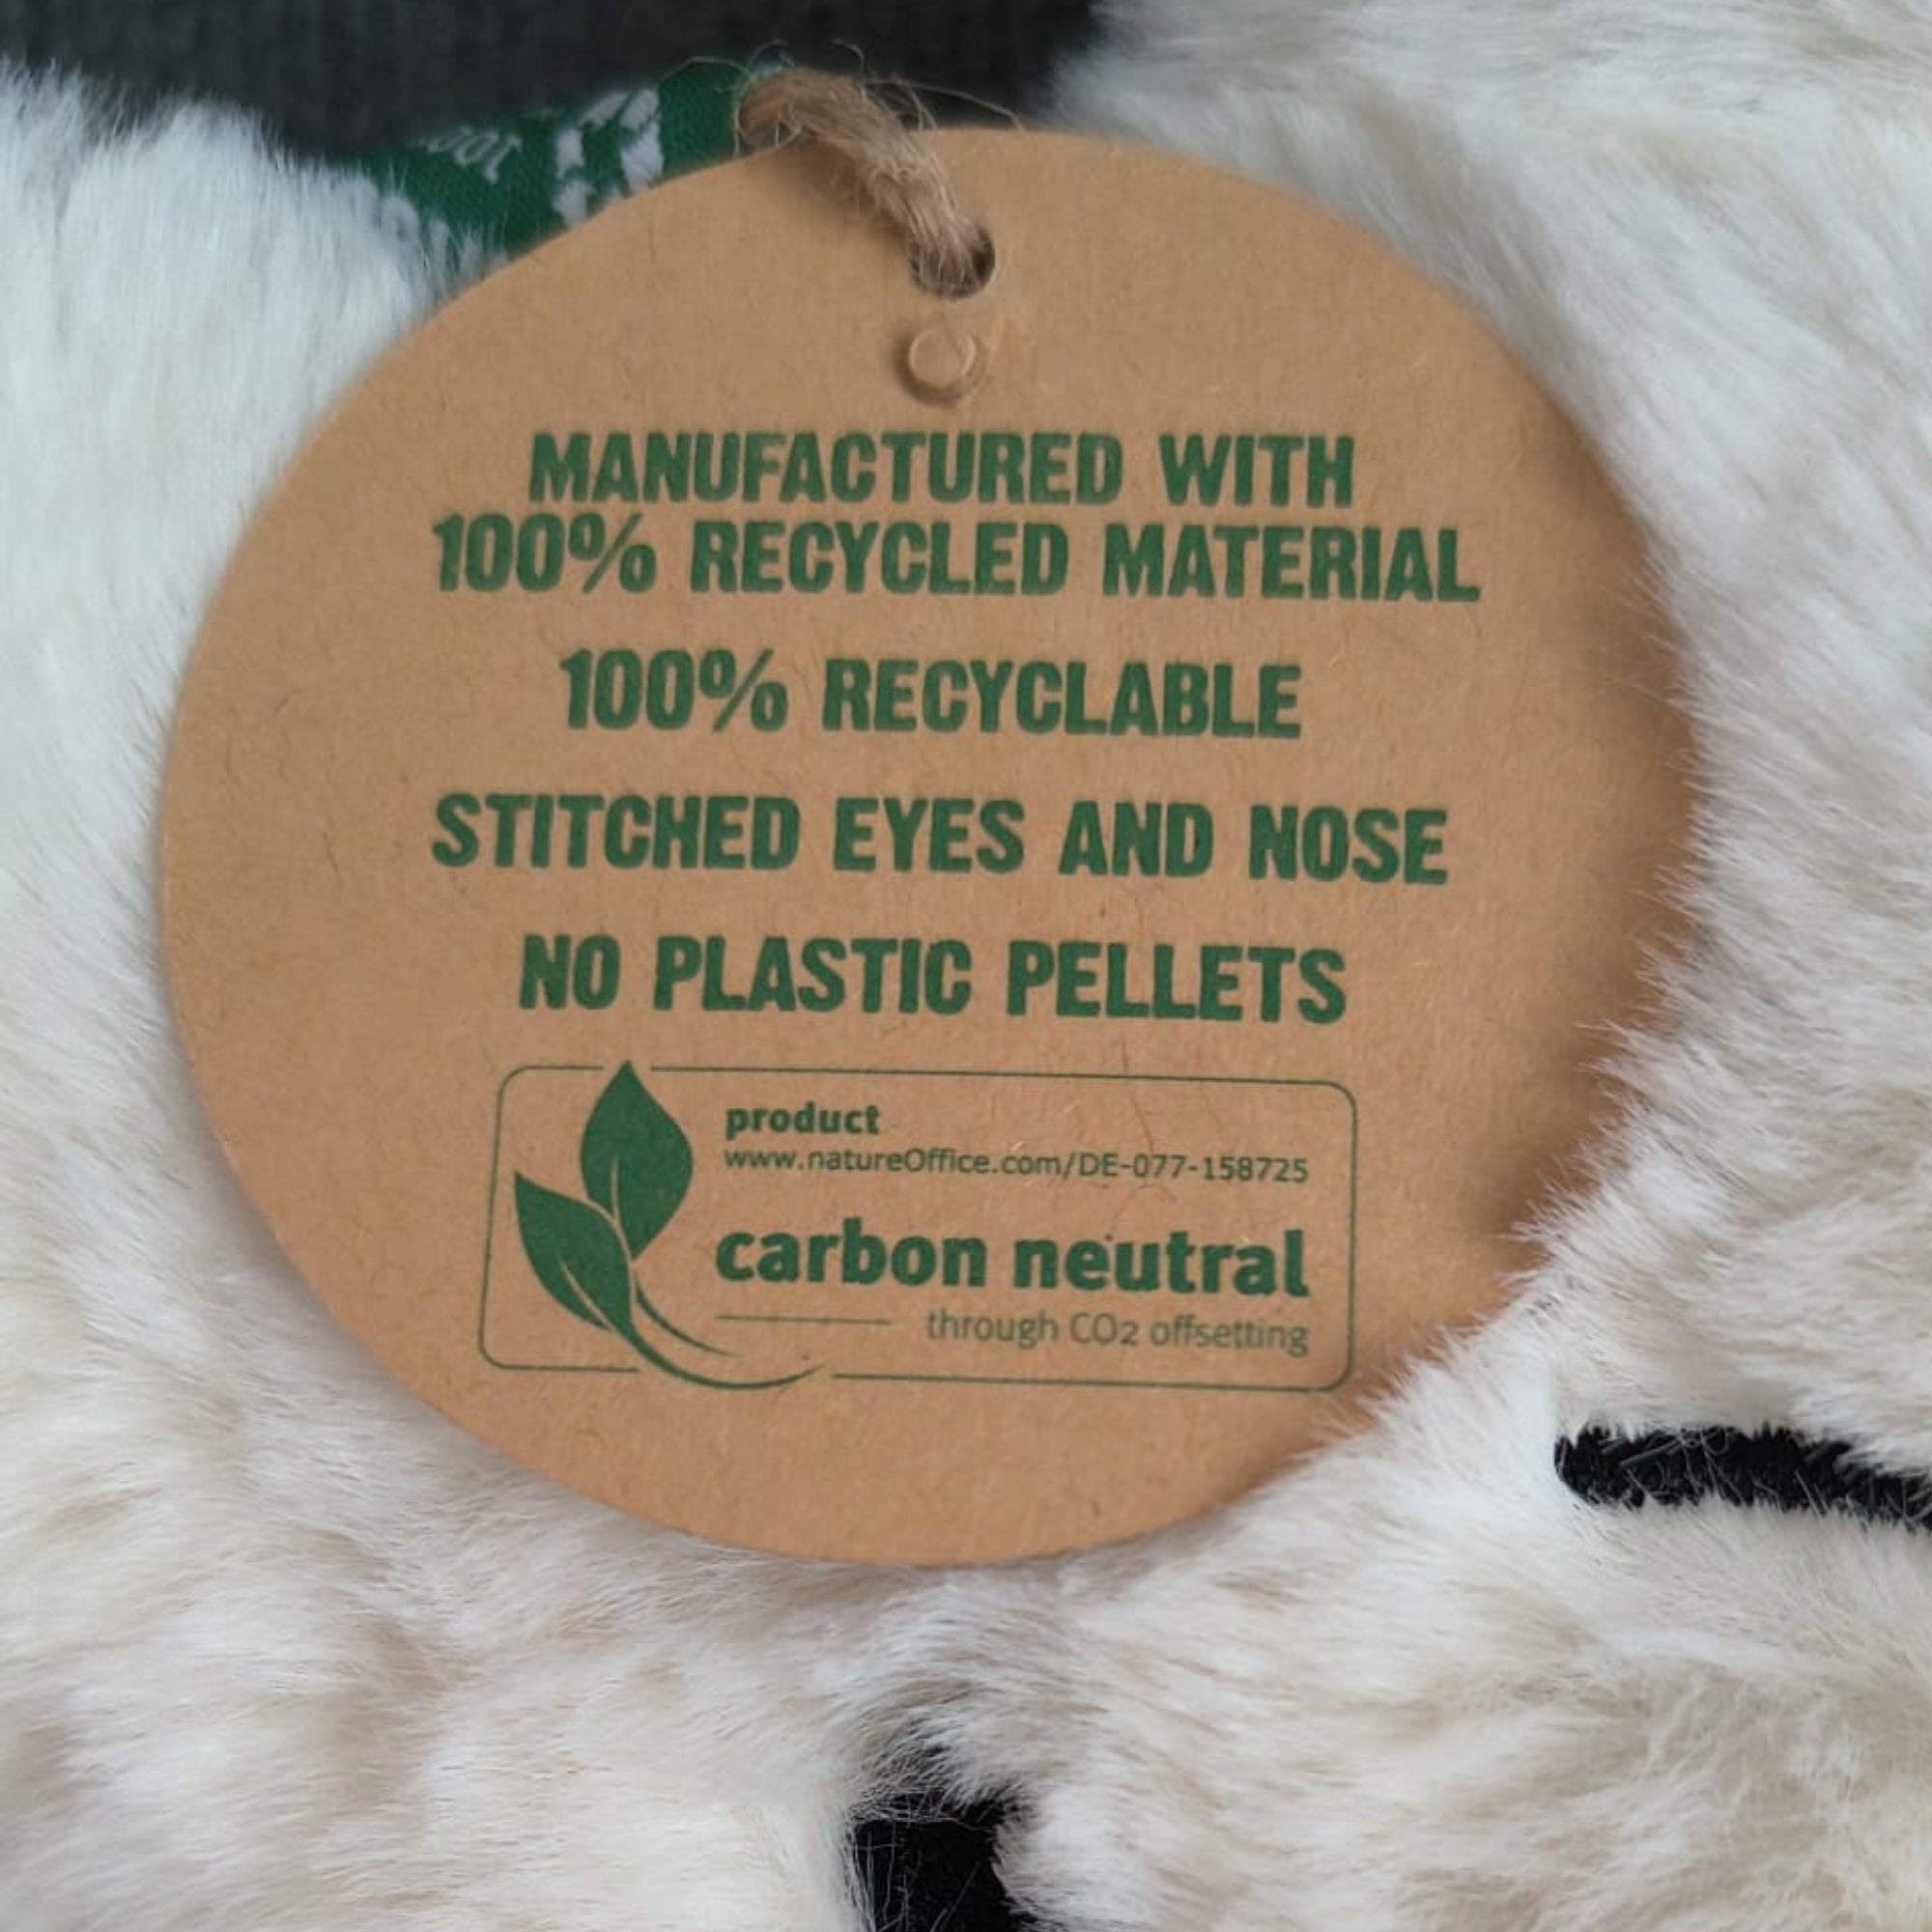 MANUFACTURED WITH
100% RECYCLED MATERIAL
100% RECYCLABLE
STITCHED EYES AND NOSE
NO PLASTIC PELLETS
product
www.natureOffice.com/DE-077-158725
carbon neutral
through CO2 offsetting